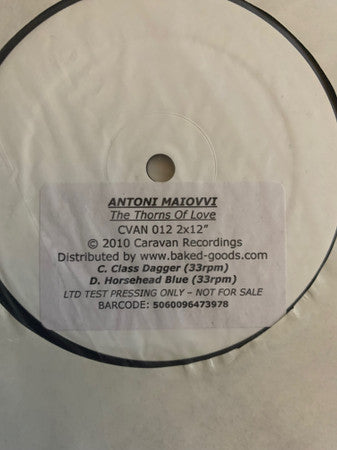 ANTONI MAIOVVI
The Thorns Of Love
CVAN 012 2x12"
© 2010 Caravan Recordings
Distributed by www.baked-goods.com
C. Class Dagger (33rpm)
D. Horsehead Blue (33rpm)
LTD TEST PRESSING ONLY – NOT FOR SALE
BARCODE: 5060096473978